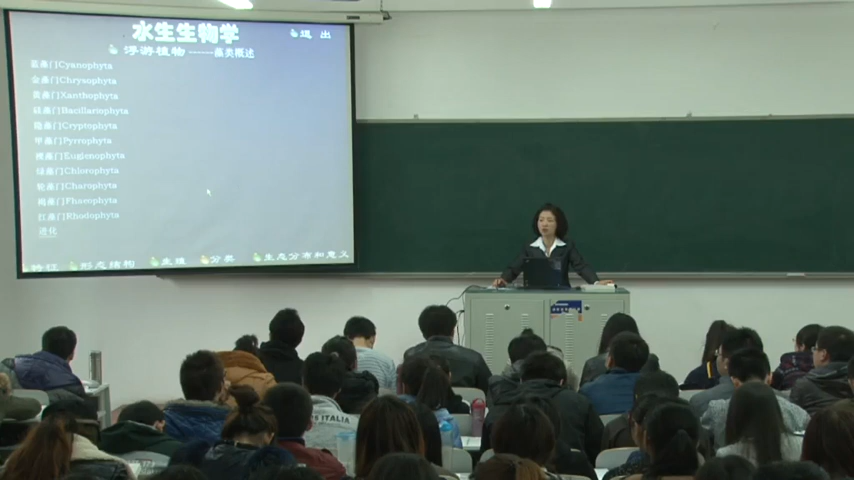 水生生物学
退 出
浮游植物 ------藻类概述
蓝藻门Cyanophyta
金藻门Chrysophyta
黄藻门Xanthophyta
硅藻门Bacillariophyta
隐藻门Cryptophyta
甲藻门Pyrrophyta
裸藻门Euglenophyta
绿藻门Chlorophyta
轮藻门Charophyta
褐藻门Phaeophyta
红藻门Rhodophyta
进化
特征 形态结构 生殖 分类 生态分布和意义
ITALIA